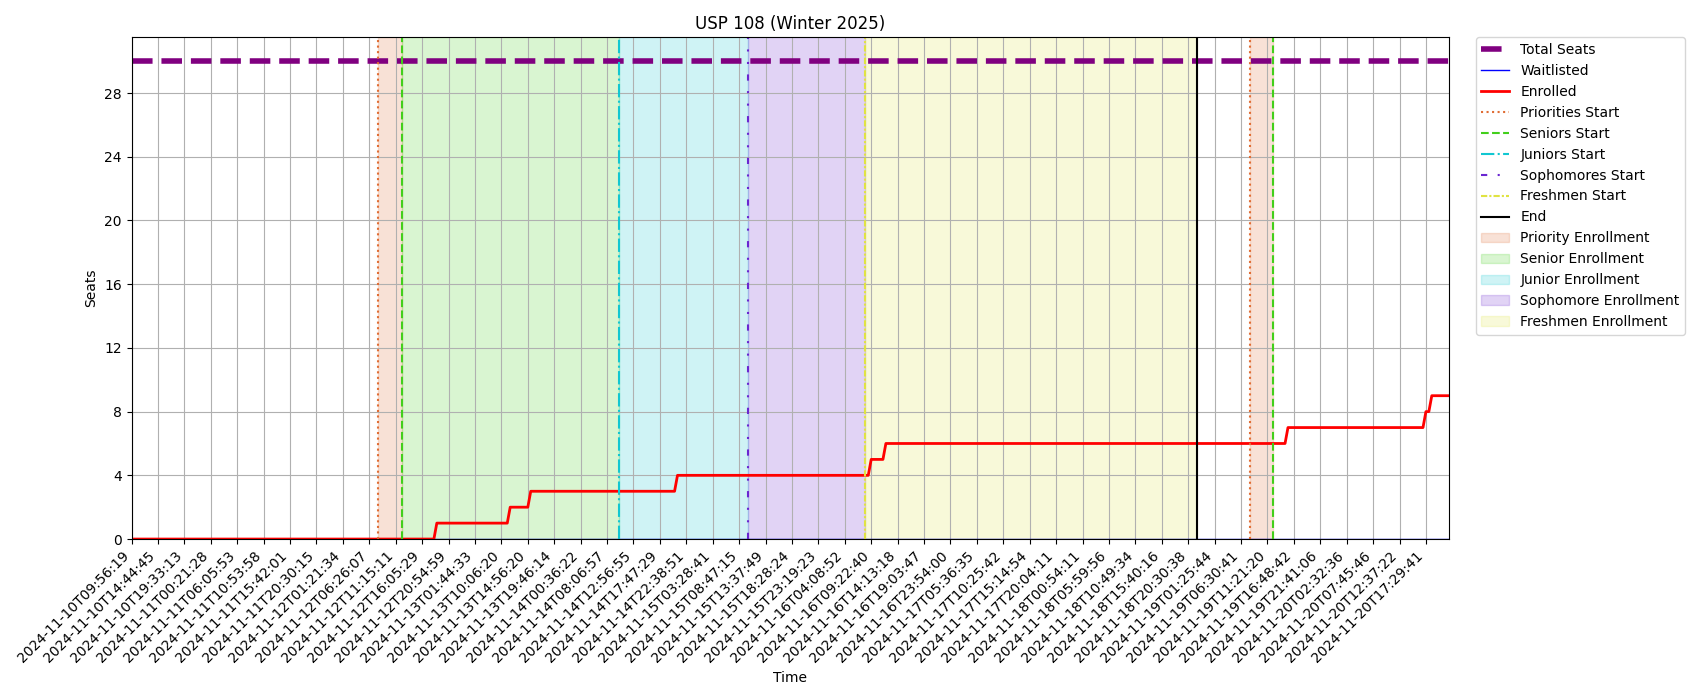 USP 108 (Winter 2025)
Seats
28
24
20
16
12
8
4
0
2024-11-10T09:56:19
2024-11-10T14:44:45
2024-11-10T19:33:13
2024-11-11T00:21:28
2024-11-11T06:05:53
2024-11-11T10:53:58
2024-11-11T15:42:01
2024-11-11T20:30:15
2024-11-12T01:21:34
2024-11-12T06:26:07
2024-11-12T11:15:11
2024-11-12T16:05:29
2024-11-12T20:54:59
2024-11-13T01:44:33
2024-11-13T10:06:20
2024-11-13T14:56:20
2024-11-13T19:46:14
2024-11-14T00:36:22
2024-11-14T08:06:57
2024-11-14T12:56:55
2024-11-14T17:47:29
2024-11-14T22:38:51
2024-11-15T03:28:41
2024-11-15T08:47:15
2024-11-15T13:37:49
2024-11-15T18:28:24
2024-11-15T23:19:23
2024-11-16T04:08:52
2024-11-16T09:22:40
2024-11-16T14:13:18
2024-11-16T19:03:47
2024-11-16T23:54:00
2024-11-17T05:36:35
2024-11-17T10:25:42
2024-11-17T15:14:54
2024-11-17T20:04:11
2024-11-18T00:54:11
2024-11-18T05:59:56
2024-11-18T10:49:34
2024-11-18T15:40:16
2024-11-18T20:30:38
2024-11-19T01:25:44
2024-11-19T06:30:41
2024-11-19T11:21:20
2024-11-19T16:48:42
2024-11-19T21:41:06
2024-11-20T02:32:36
2024-11-20T07:45:46
2024-11-20T12:37:22
2024-11-20T17:29:41
Time
Total Seats
Waitlisted
Enrolled
Priorities Start
Seniors Start
Juniors Start
Sophomores Start
Freshmen Start
End
Priority Enrollment
Senior Enrollment
Junior Enrollment
Sophomore Enrollment
Freshmen Enrollment